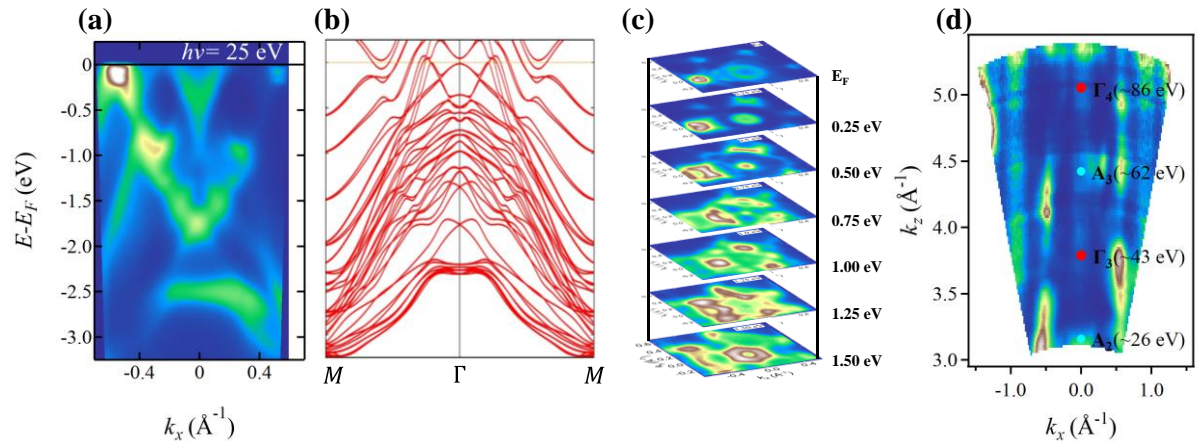 (a)
hν= 25 eV
0
-0.5
-1.0
-1.5
-2.0
-2.5
-3.0
E-E_F (eV)
-0.4
0
0.4
k_x (Å⁻¹)
(b)
M
Γ
M
(c)
E_F
0.25 eV
0.50 eV
0.75 eV
1.00 eV
1.25 eV
1.50 eV
(d)
5.0
4.5
4.0
3.5
3.0
k_z (Å⁻¹)
Γ₄(~86 eV)
A₃(~62 eV)
Γ₃(~43 eV)
A₂(~26 eV)
-1.0
0.0
1.0
k_x (Å⁻¹)